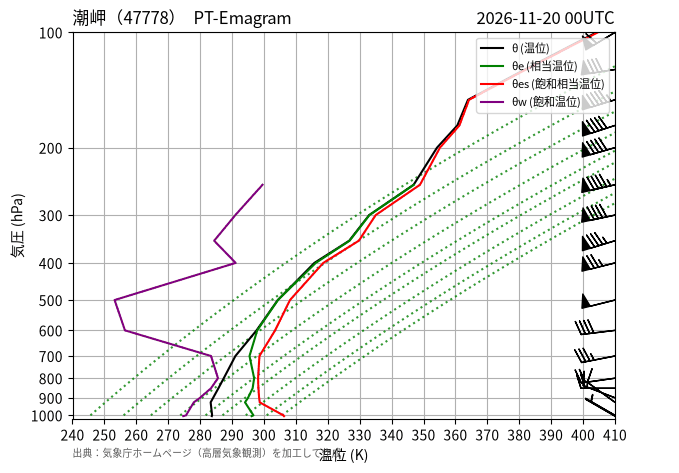 潮岬（47778） PT-Emagram
2026-11-20 00UTC
100
200
300
400
500
600
700
800
900
1000
気圧 (hPa)
θ (温位)
θe (相当温位)
θes (飽和相当温位)
θw (飽和温位)
240 250 260 270 280 290 300 310 320 330 340 350 360 370 380 390 400 410
温位 (K)
出典：気象庁ホームページ（高層気象観測）を加工して